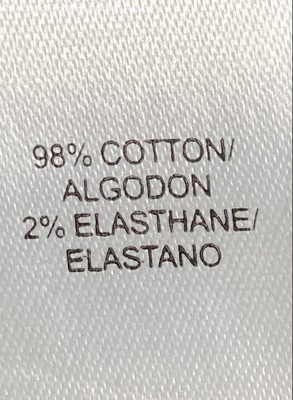 98% COTTON/
ALGODON
2% ELASTHANE/
ELASTANO